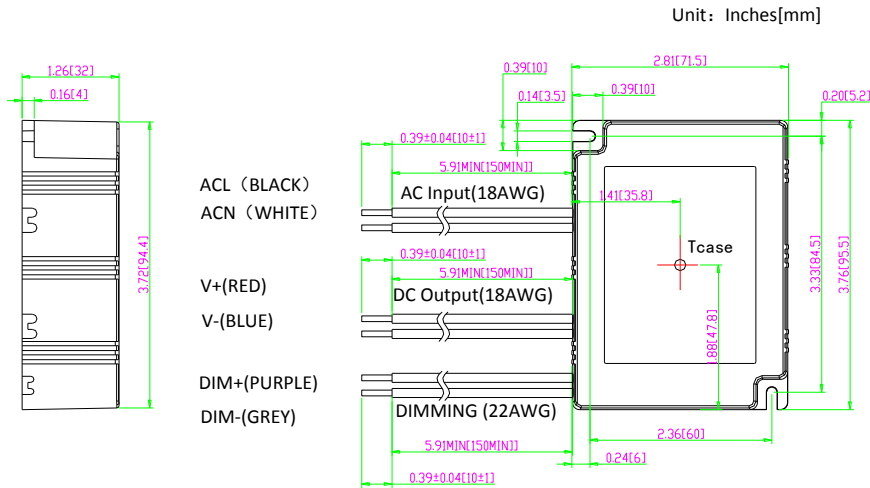 Unit：Inches[mm]
1.26[32]
0.16[4]
3.72[94.4]
0.39[10]
2.81[71.5]
0.39[10]
0.14[3.5]
0.20[5.2]
0.39±0.04[10±1]
5.91MIN[150MIN]]
ACL（BLACK）
AC Input(18AWG)
ACN（WHITE）
1.41[35.8]
Tcase
0.39±0.04[10±1]
5.91MIN[150MIN]]
V+(RED)
DC Output(18AWG)
V-(BLUE)
3.33[84.5]
3.76[95.5]
1.88[47.8]
DIM+(PURPLE)
DIM-(GREY)
DIMMING (22AWG)
5.91MIN[150MIN]]
2.36[60]
0.24[6]
0.39±0.04[10±1]